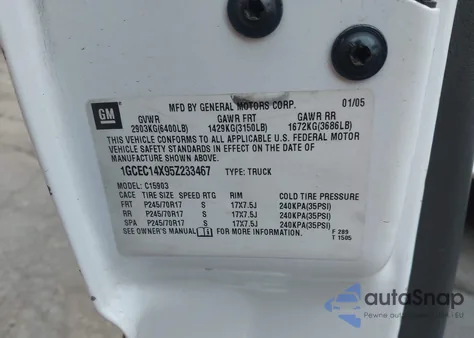 GM
MFD BY GENERAL MOTORS CORP. 01/05
GVWR GAWR FRT GAWR RR
2903KG(6400LB) 1429KG(3150LB) 1672KG(3686LB)
THIS VEHICLE CONFORMS TO ALL APPLICABLE U.S. FEDERAL MOTOR
VEHICLE SAFETY STANDARDS IN EFFECT ON THE DATE OF
MANUFACTURE SHOWN ABOVE.
1GCEC14X95Z233467 TYPE: TRUCK
MODEL: C15903
CACE TIRE SIZE SPEED RTG RIM COLD TIRE PRESSURE
FRT P245/70R17 S 17X7.5J 240KPA(35PSI)
RR P245/70R17 S 17X7.5J 240KPA(35PSI)
SPA P245/70R17 S 17X7.5J 240KPA(35PSI)
SEE OWNER'S MANUAL FOR MORE INFORMATION
F 289
T 1505
autoSnap
Pewne auto z USA i EU